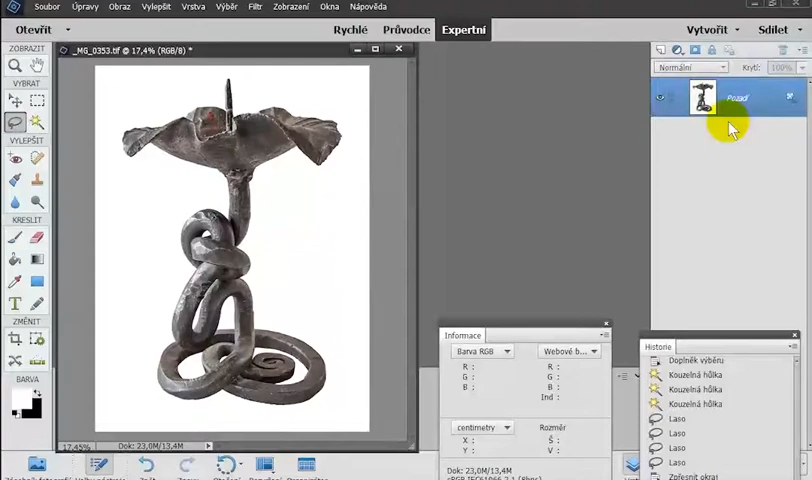 Soubor Úpravy Obraz Vylepšit Vrstva Výběr Filtr Zobrazení Okna Nápověda
Otevřít Rychlé Průvodce Expertní Vytvořit Sdílet
ZOBRAZIT
_MG_0353.tif @ 17,4% (RGB/8) *
Normální Krytí: 100%
Pozadí
VYBRAT
VYLEPŠIT
KRESLIT
ZMĚNIT
BARVA
Informace
Barva RGB Webové b...
R : R :
G : G :
B : B :
Ind :
centimetry Rozměr
X : Š :
Y : V :
Dok: 23,0M/13,4M
Historie
Doplněk výběru
Kouzelná hůlka
Kouzelná hůlka
Kouzelná hůlka
Laso
Laso
Laso
Laso
Zpřesnit okraj
17,45% Dok: 23,0M/13,4M